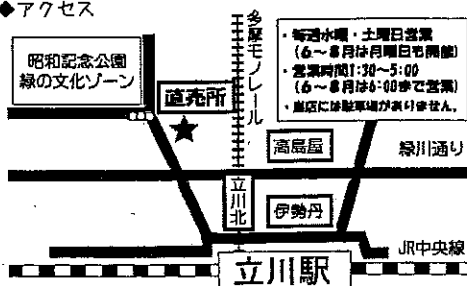 ◆アクセス
昭和記念公園
緑の文化ゾーン
直売所
多摩モノレール
・毎週水曜・土曜日営業
(6～8月は月曜日も開催)
・営業時間1:30～5:00
(6～8月は6:00まで営業)
・当店には駐車場がありません。
高島屋
緑川通り
立川北
伊勢丹
JR中央線
立川駅